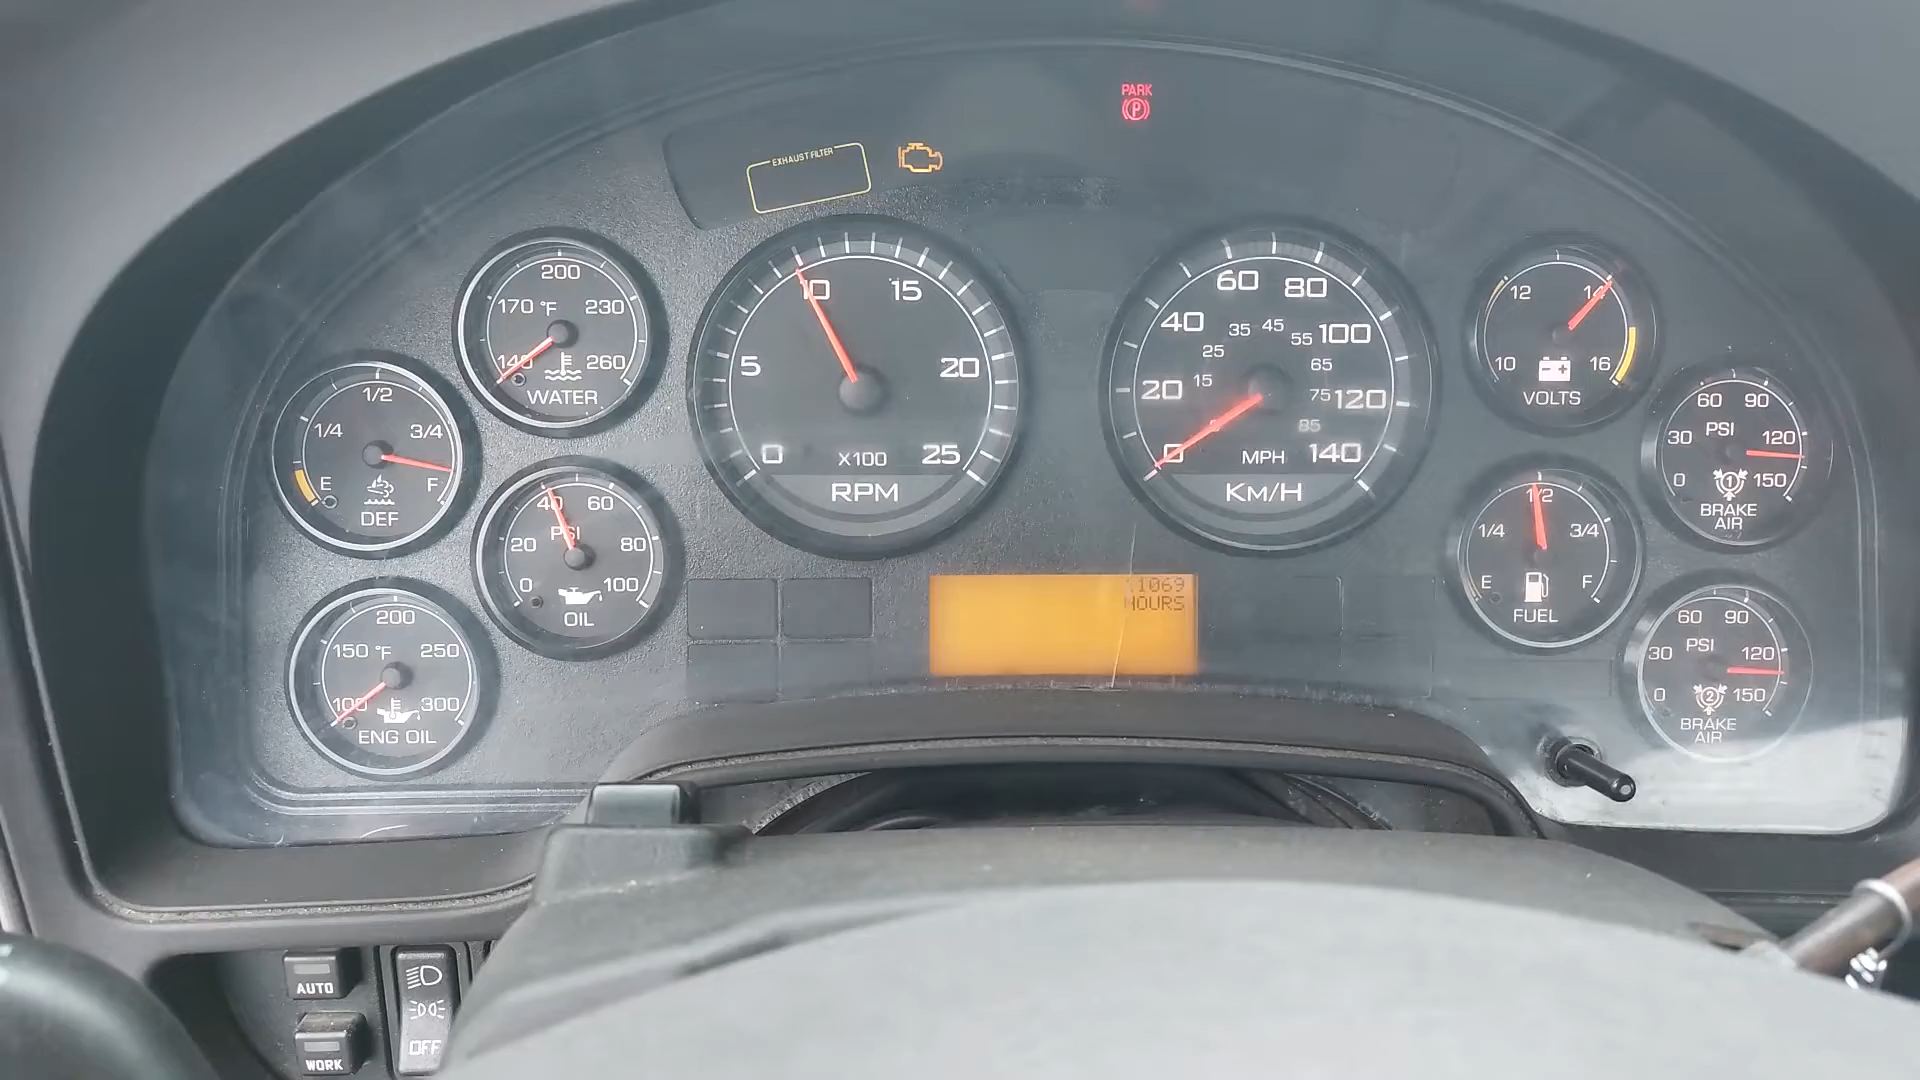 PARK
P
EXHAUST FILTER
200
170 °F 230
140 260
WATER
1/2
1/4 3/4
E F
DEF
40 60
PSI
20 80
0 100
OIL
200
150 °F 250
100 300
ENG OIL
10 15
5 20
0 X100 25
RPM
60 80
40 35 45 55 100
25 65
20 15 75 120
85
0 MPH 140
KM/H
1069
HOURS
12 14
10 16
- +
VOLTS
1/2
1/4 3/4
E F
FUEL
60 90
PSI
30 120
0 1 150
BRAKE
AIR
60 90
PSI
30 120
0 2 150
BRAKE
AIR
AUTO
WORK
OFF